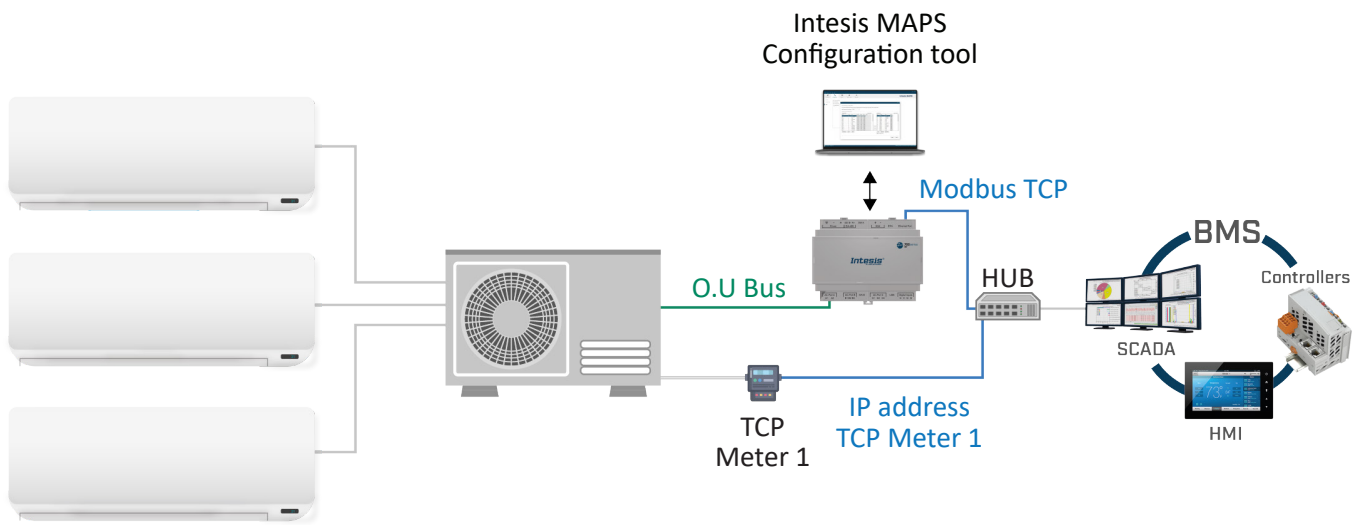 Intesis MAPS
Configuration tool
Modbus TCP
Intesis
O.U Bus
HUB
BMS
Controllers
SCADA
HMI
TCP
Meter 1
IP address
TCP Meter 1